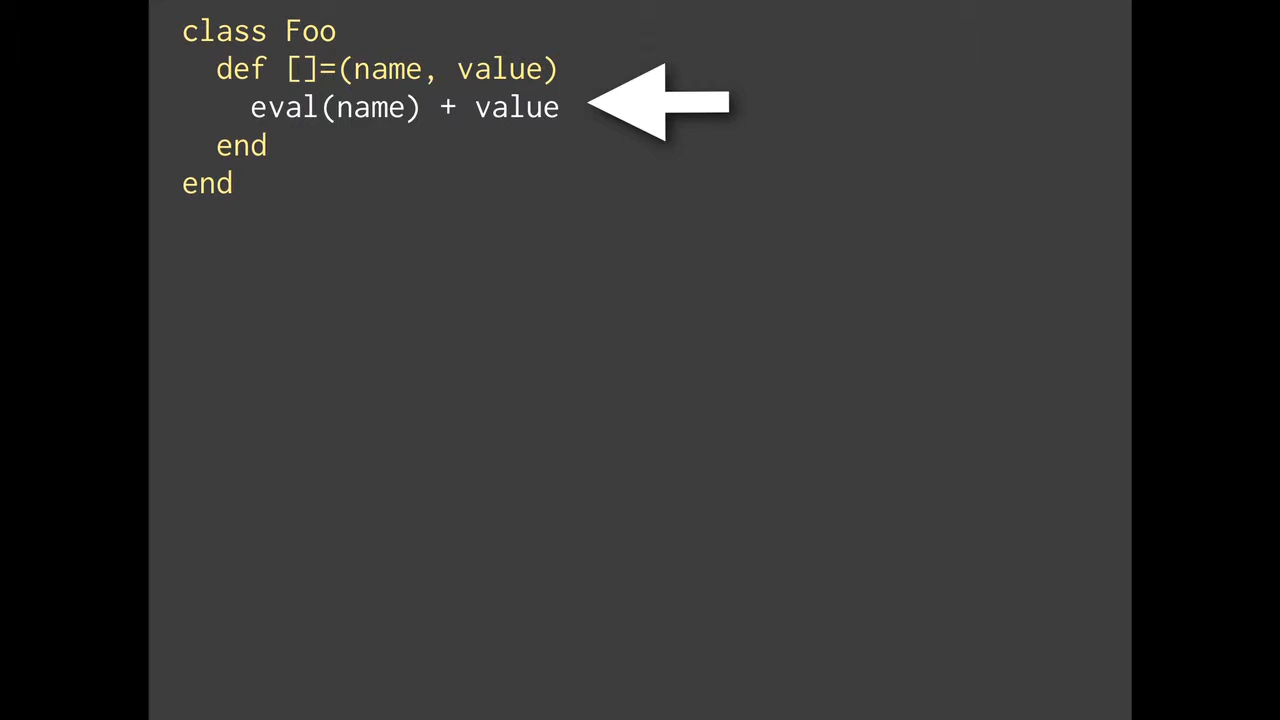 class Foo
  def []=(name, value)
    eval(name) + value
  end
end